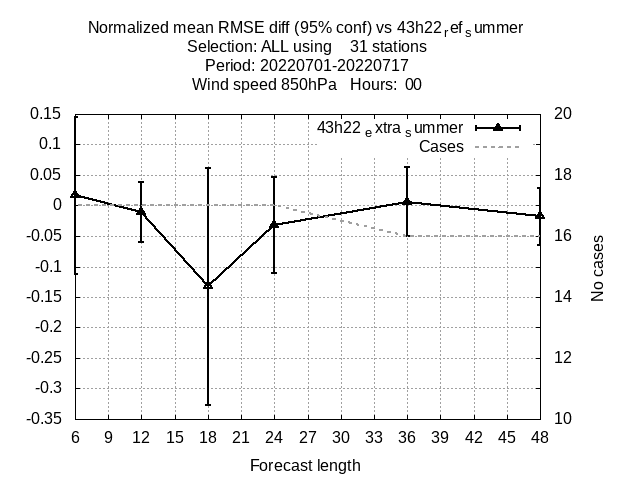 Normalized mean RMSE diff (95% conf) vs 43h22refsummer
Selection: ALL using 31 stations
Period: 20220701-20220717
Wind speed 850hPa Hours: 00
43h22extrasummer
Cases
0.15
0.1
0.05
0
-0.05
-0.1
-0.15
-0.2
-0.25
-0.3
-0.35
20
18
16
14
12
10
No cases
6 9 12 15 18 21 24 27 30 33 36 39 42 45 48
Forecast length